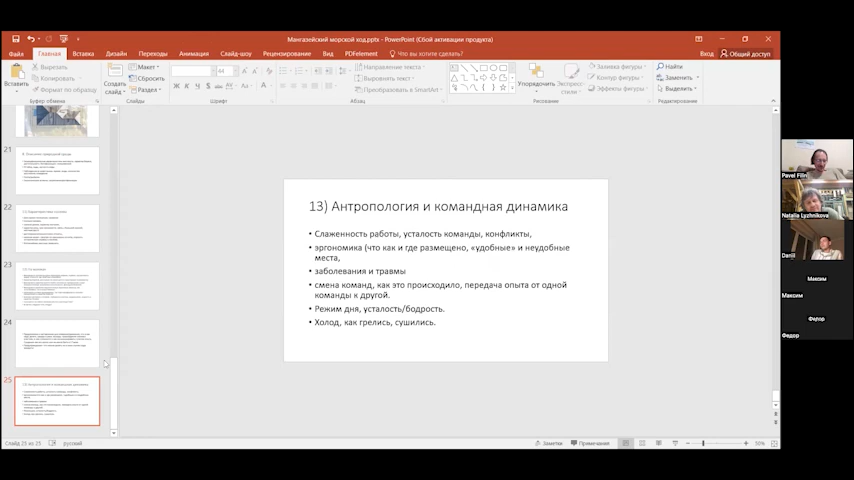 Мангазейский морской ход.pptx - PowerPoint (Сбой активации продукта)
Файл
Главная
Вставка
Дизайн
Переходы
Анимация
Слайд-шоу
Рецензирование
Вид
PDFelement
Что вы хотите сделать?
Вход
Общий доступ
Вставить
Вырезать
Копировать
Формат по образцу
Буфер обмена
Создать слайд
Макет
Сбросить
Раздел
Слайды
44
Шрифт
Направление текста
Выровнять текст
Преобразовать в SmartArt
Абзац
Упорядочить
Экспресс-стили
Заливка фигуры
Контур фигуры
Эффекты фигуры
Рисование
Найти
Заменить
Выделить
Редактирование
21
22
23
24
25
13) Антропология и командная динамика
• Слаженность работы, усталость команды, конфликты,
• эргономика (что как и где размещено, «удобные» и неудобные
места,
• заболевания и травмы
• смена команд, как это происходило, передача опыта от одной
команды к другой.
• Режим дня, усталость/бодрость.
• Холод, как грелись, сушились.
Pavel Filin
Natalia Lyzhnikova
Daniil
Максим
Максим
Федор
Федор
Слайд 25 из 25
русский
Заметки
Примечания
50%